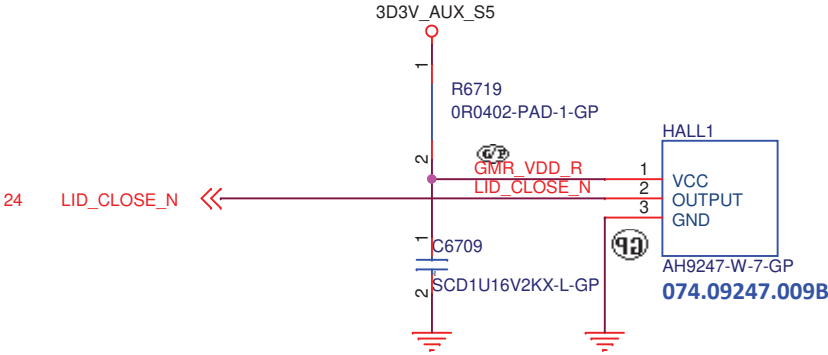 3D3V_AUX_S5
1
R6719
0R0402-PAD-1-GP
2
G/P
HALL1
GMR_VDD_R
1
VCC
24
LID_CLOSE_N
LID_CLOSE_N
2
OUTPUT
3
GND
1
C6709
GP
SCD1U16V2KX-L-GP
2
AH9247-W-7-GP
074.09247.009B